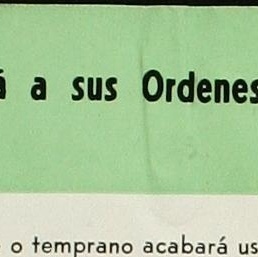 á a sus Ordenes
o temprano acabará us